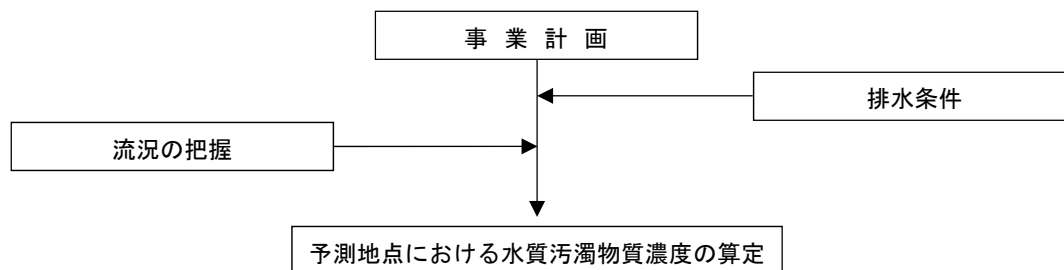 事 業 計 画
排水条件
流況の把握
予測地点における水質汚濁物質濃度の算定